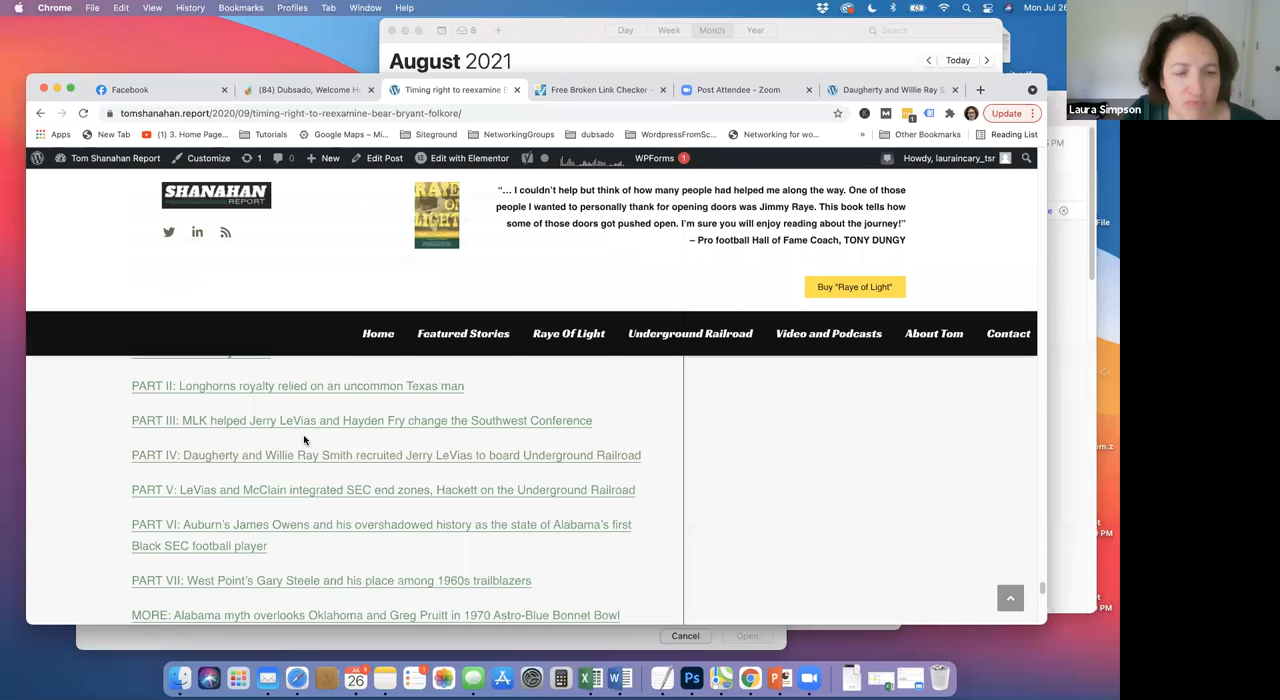 Chrome File Edit View History Bookmarks Profiles Tab Window Help
Mon Jul 26
8
Day Week Month Year
Search
August 2021
Today
Facebook
(84) Dubsado, Welcome H
Timing right to reexamine B
Free Broken Link Checker -
Post Attendee - Zoom
Daugherty and Willie Ray S
tomshanahan.report/2020/09/timing-right-to-reexamine-bear-bryant-folkore/
Update
Apps New Tab (1) 3. Home Page... Tutorials Google Maps – Mi... Siteground NetworkingGroups dubsado WordpressFromSc... Networking for wo... » Other Bookmarks Reading List
Tom Shanahan Report Customize 1 0 New Edit Post Edit with Elementor WPForms 1 Howdy, lauraincary_tsr
SHANAHAN
REPORT
RAYE
OF
LIGHT
“... I couldn't help but think of how many people had helped me along the way. One of those
people I wanted to personally thank for opening doors was Jimmy Raye. This book tells how
some of those doors got pushed open. I'm sure you will enjoy reading about the journey!”
– Pro football Hall of Fame Coach, TONY DUNGY
Buy "Raye of Light"
Home Featured Stories Raye Of Light Underground Railroad Video and Podcasts About Tom Contact
PART II: Longhorns royalty relied on an uncommon Texas man
PART III: MLK helped Jerry LeVias and Hayden Fry change the Southwest Conference
PART IV: Daugherty and Willie Ray Smith recruited Jerry LeVias to board Underground Railroad
PART V: LeVias and McClain integrated SEC end zones, Hackett on the Underground Railroad
PART VI: Auburn's James Owens and his overshadowed history as the state of Alabama's first
Black SEC football player
PART VII: West Point's Gary Steele and his place among 1960s trailblazers
MORE: Alabama myth overlooks Oklahoma and Greg Pruitt in 1970 Astro-Blue Bonnet Bowl
Cancel Open
Laura Simpson
5 PM
File
m.z
PM
PM
JUL
26